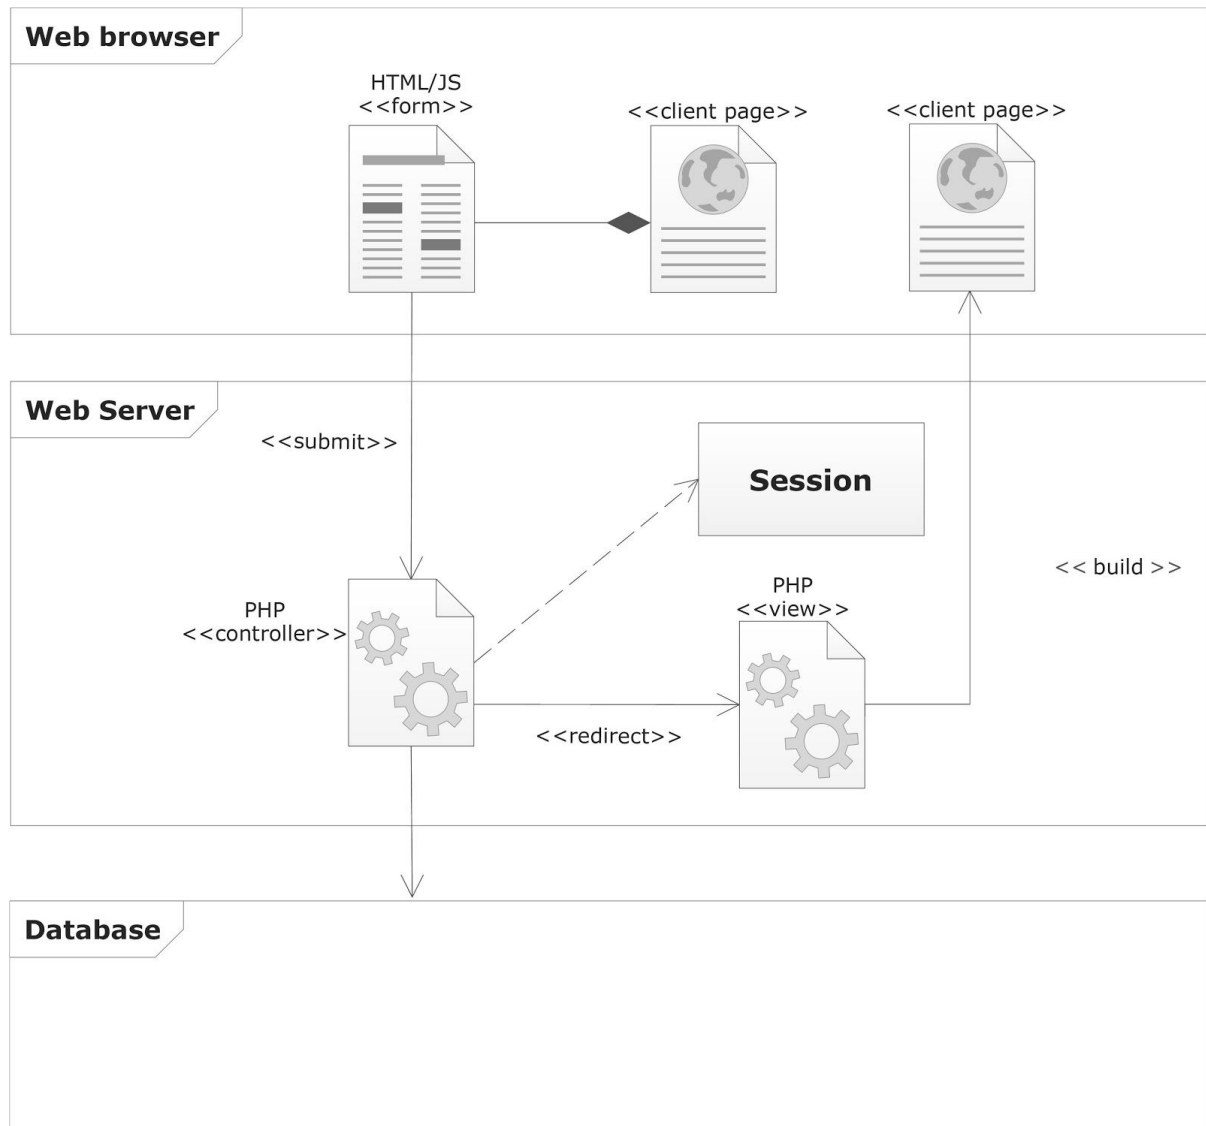 Web browser
HTML/JS
<<form>>
<<client page>>
<<client page>>
Web Server
<<submit>>
Session
<< build >>
PHP
<<controller>>
PHP
<<view>>
<<redirect>>
Database